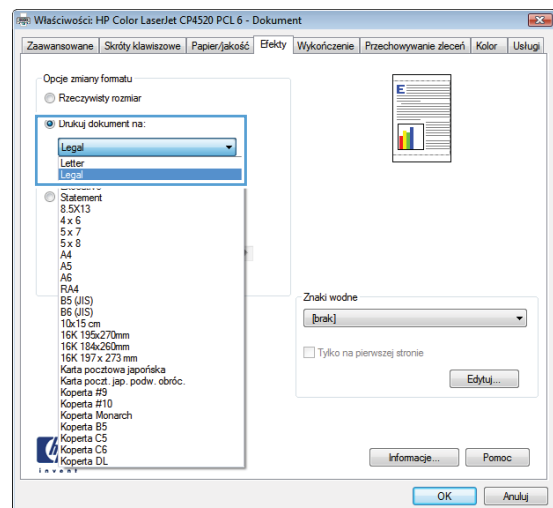 Właściwości: HP Color LaserJet CP4520 PCL 6 - Dokument
Zaawansowane Skróty klawiszowe Papier/jakość Efekty Wykończenie Przechowywanie zleceń Kolor Usługi
Opcje zmiany formatu
Rzeczywisty rozmiar
Drukuj dokument na:
Legal
Letter
Legal
Statement
8.5X13
4 x 6
5 x 7
5 x 8
A4
A5
A6
RA4
B5 (JIS)
B6 (JIS)
10x15 cm
16K 195x270mm
16K 184x260mm
16K 197 x 273 mm
Karta pocztowa japońska
Karta poczt. jap. podw. obróc.
Koperta #9
Koperta #10
Koperta Monarch
Koperta B5
Koperta C5
Koperta C6
Koperta DL
E
Znaki wodne
[brak]
Tylko na pierwszej stronie
Edytuj...
invent
Informacje... Pomoc
OK Anuluj